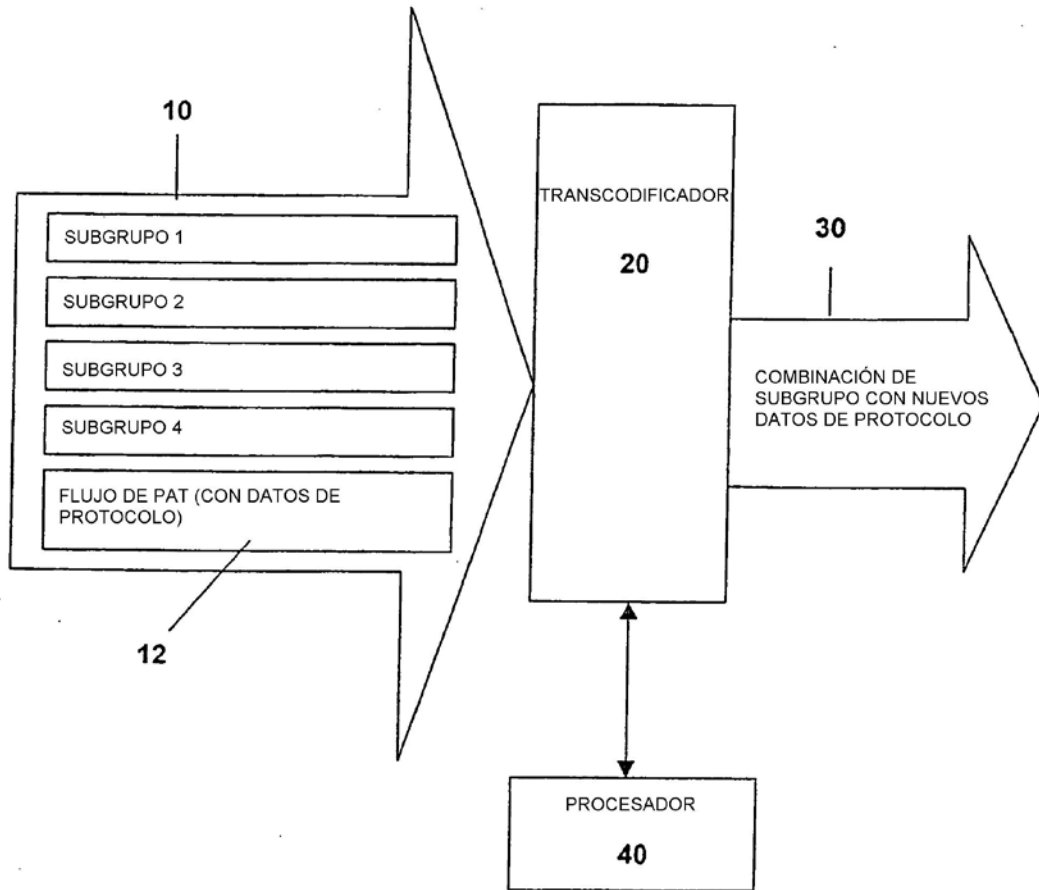 10
SUBGRUPO 1
SUBGRUPO 2
SUBGRUPO 3
SUBGRUPO 4
FLUJO DE PAT (CON DATOS DE
PROTOCOLO)
12
TRANSCODIFICADOR
20
30
COMBINACIÓN DE
SUBGRUPO CON NUEVOS
DATOS DE PROTOCOLO
PROCESADOR
40